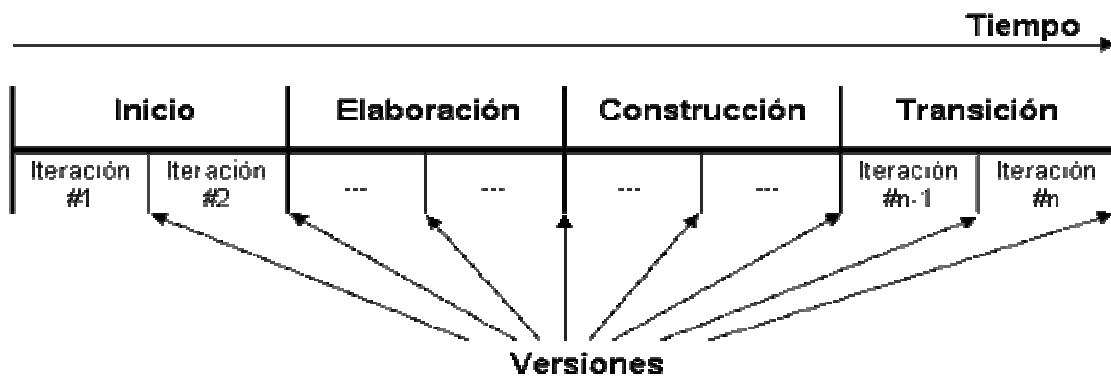 Tiempo
Inicio Elaboración Construcción Transición
Iteración Iteración --- --- --- --- Iteración Iteración
#1 #2 #n-1 #n
Versiones